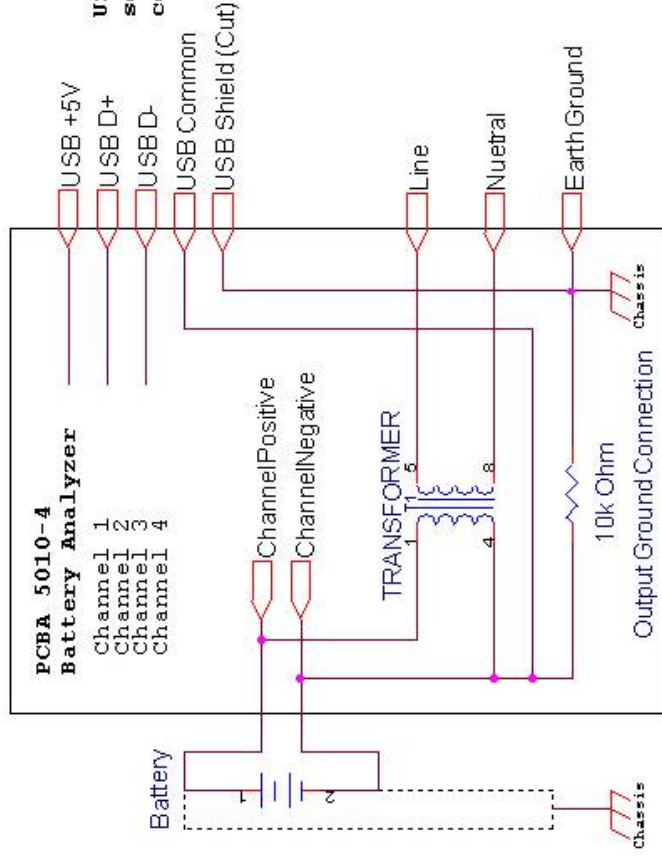 PCBA 5010-4
Battery Analyzer
Channel 1
Channel 2
Channel 3
Channel 4
USB +5V
USB D+
USB D-
USB Common
USB Shield (Cut)
ChannelPositive
ChannelNegative
Line
Nuetral
EarthGround
TRANSFORMER
T1
1
5
4
8
Battery
1
2
10k Ohm
Output Ground Connection
Chassis
Chassis